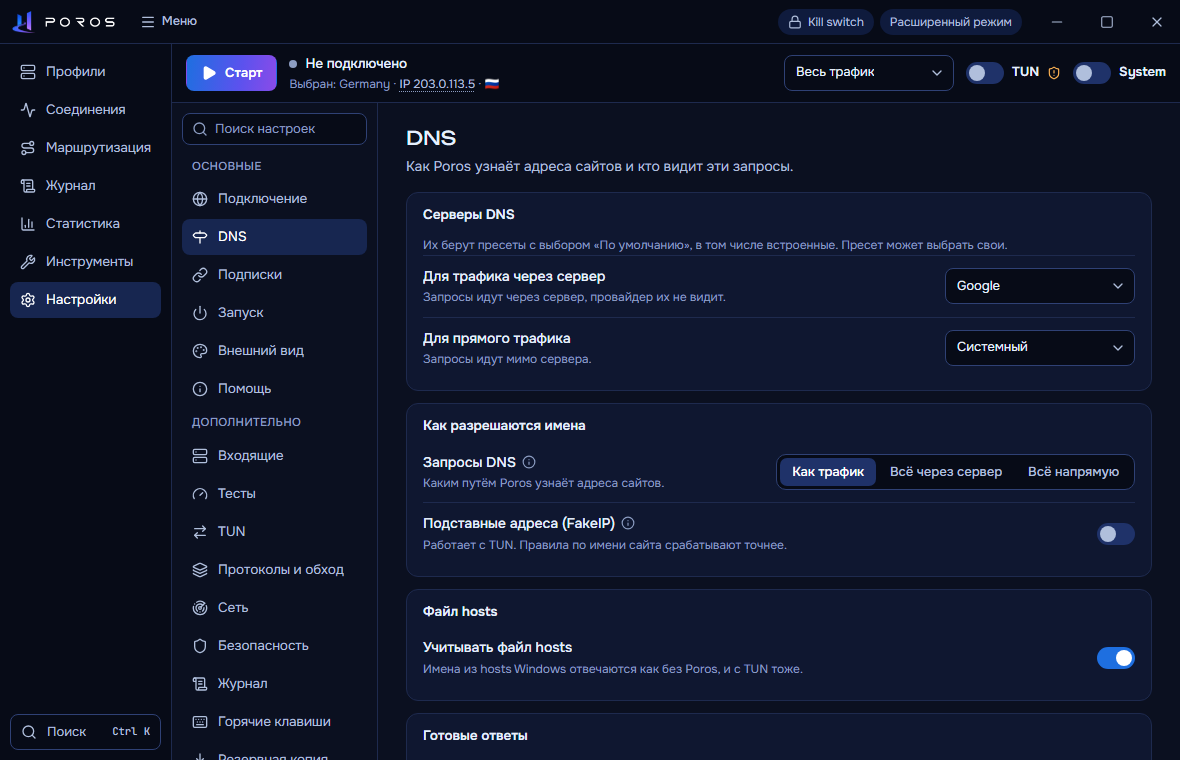 POROS
Меню
Kill switch
Расширенный режим
Профили
Соединения
Маршрутизация
Журнал
Статистика
Инструменты
Настройки
Поиск Ctrl K
Старт
Не подключено
Выбран: Germany · IP 203.0.113.5 ·
Весь трафик
TUN
System
Поиск настроек
ОСНОВНЫЕ
Подключение
DNS
Подписки
Запуск
Внешний вид
Помощь
ДОПОЛНИТЕЛЬНО
Входящие
Тесты
TUN
Протоколы и обход
Сеть
Безопасность
Журнал
Горячие клавиши
Резервная копия
DNS
Как Poros узнаёт адреса сайтов и кто видит эти запросы.
Серверы DNS
Их берут пресеты с выбором «По умолчанию», в том числе встроенные. Пресет может выбрать свои.
Для трафика через сервер
Запросы идут через сервер, провайдер их не видит.
Google
Для прямого трафика
Запросы идут мимо сервера.
Системный
Как разрешаются имена
Запросы DNS
Каким путём Poros узнаёт адреса сайтов.
Как трафик
Всё через сервер
Всё напрямую
Подставные адреса (FakeIP)
Работает с TUN. Правила по имени сайта срабатывают точнее.
Файл hosts
Учитывать файл hosts
Имена из hosts Windows отвечаются как без Poros, и с TUN тоже.
Готовые ответы